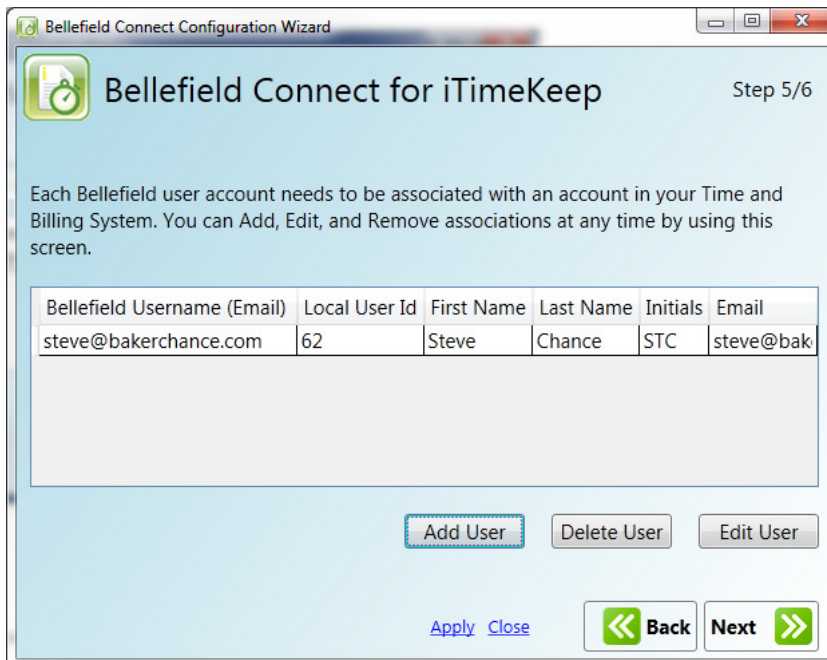 Bellefield Connect Configuration Wizard
Bellefield Connect for iTimeKeep
Step 5/6
Each Bellefield user account needs to be associated with an account in your Time and
Billing System. You can Add, Edit, and Remove associations at any time by using this
screen.
Bellefield Username (Email) Local User Id First Name Last Name Initials Email
steve@bakerchance.com 62 Steve Chance STC steve@bak
Add User Delete User Edit User
Apply Close Back Next